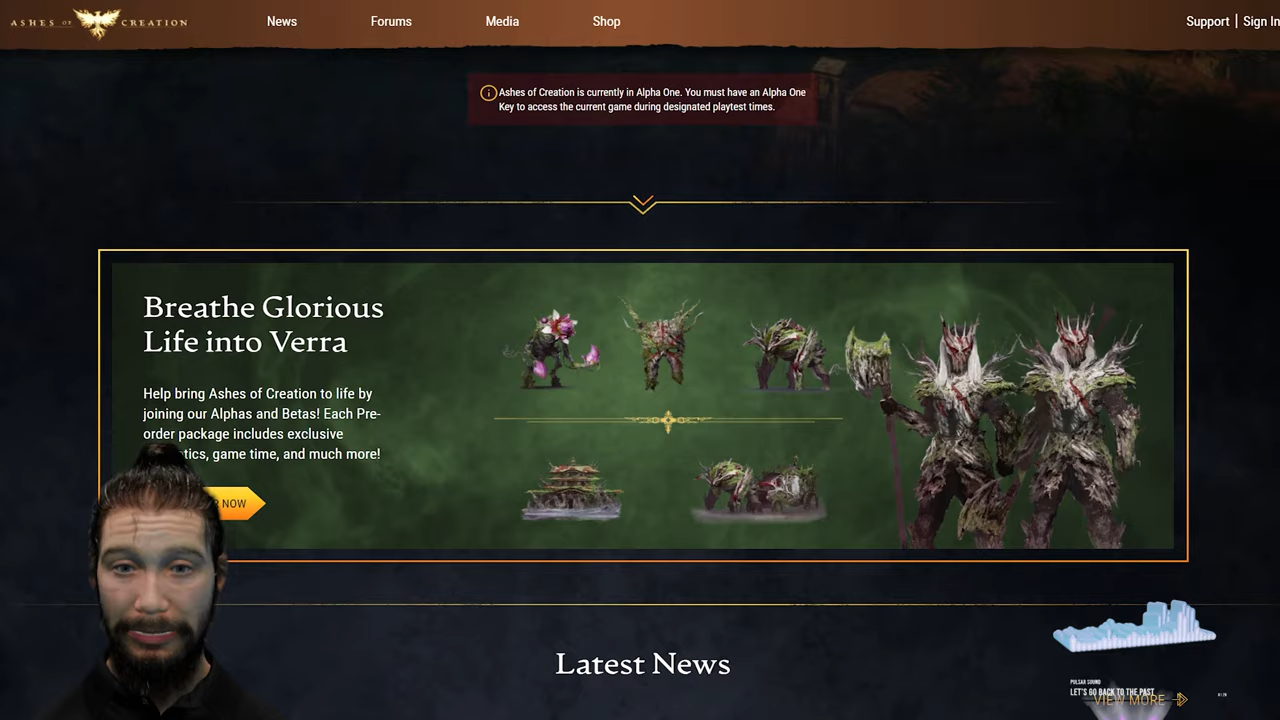 ASHES OF CREATION
News
Forums
Media
Shop
Support | Sign In
Ashes of Creation is currently in Alpha One. You must have an Alpha One
Key to access the current game during designated playtest times.
Breathe Glorious
Life into Verra
Help bring Ashes of Creation to life by
joining our Alphas and Betas! Each Pre-
order package includes exclusive
tics, game time, and much more!
NOW
Latest News
PULSAR SOUND
LET'S GO BACK TO THE PAST
VIEW MORE